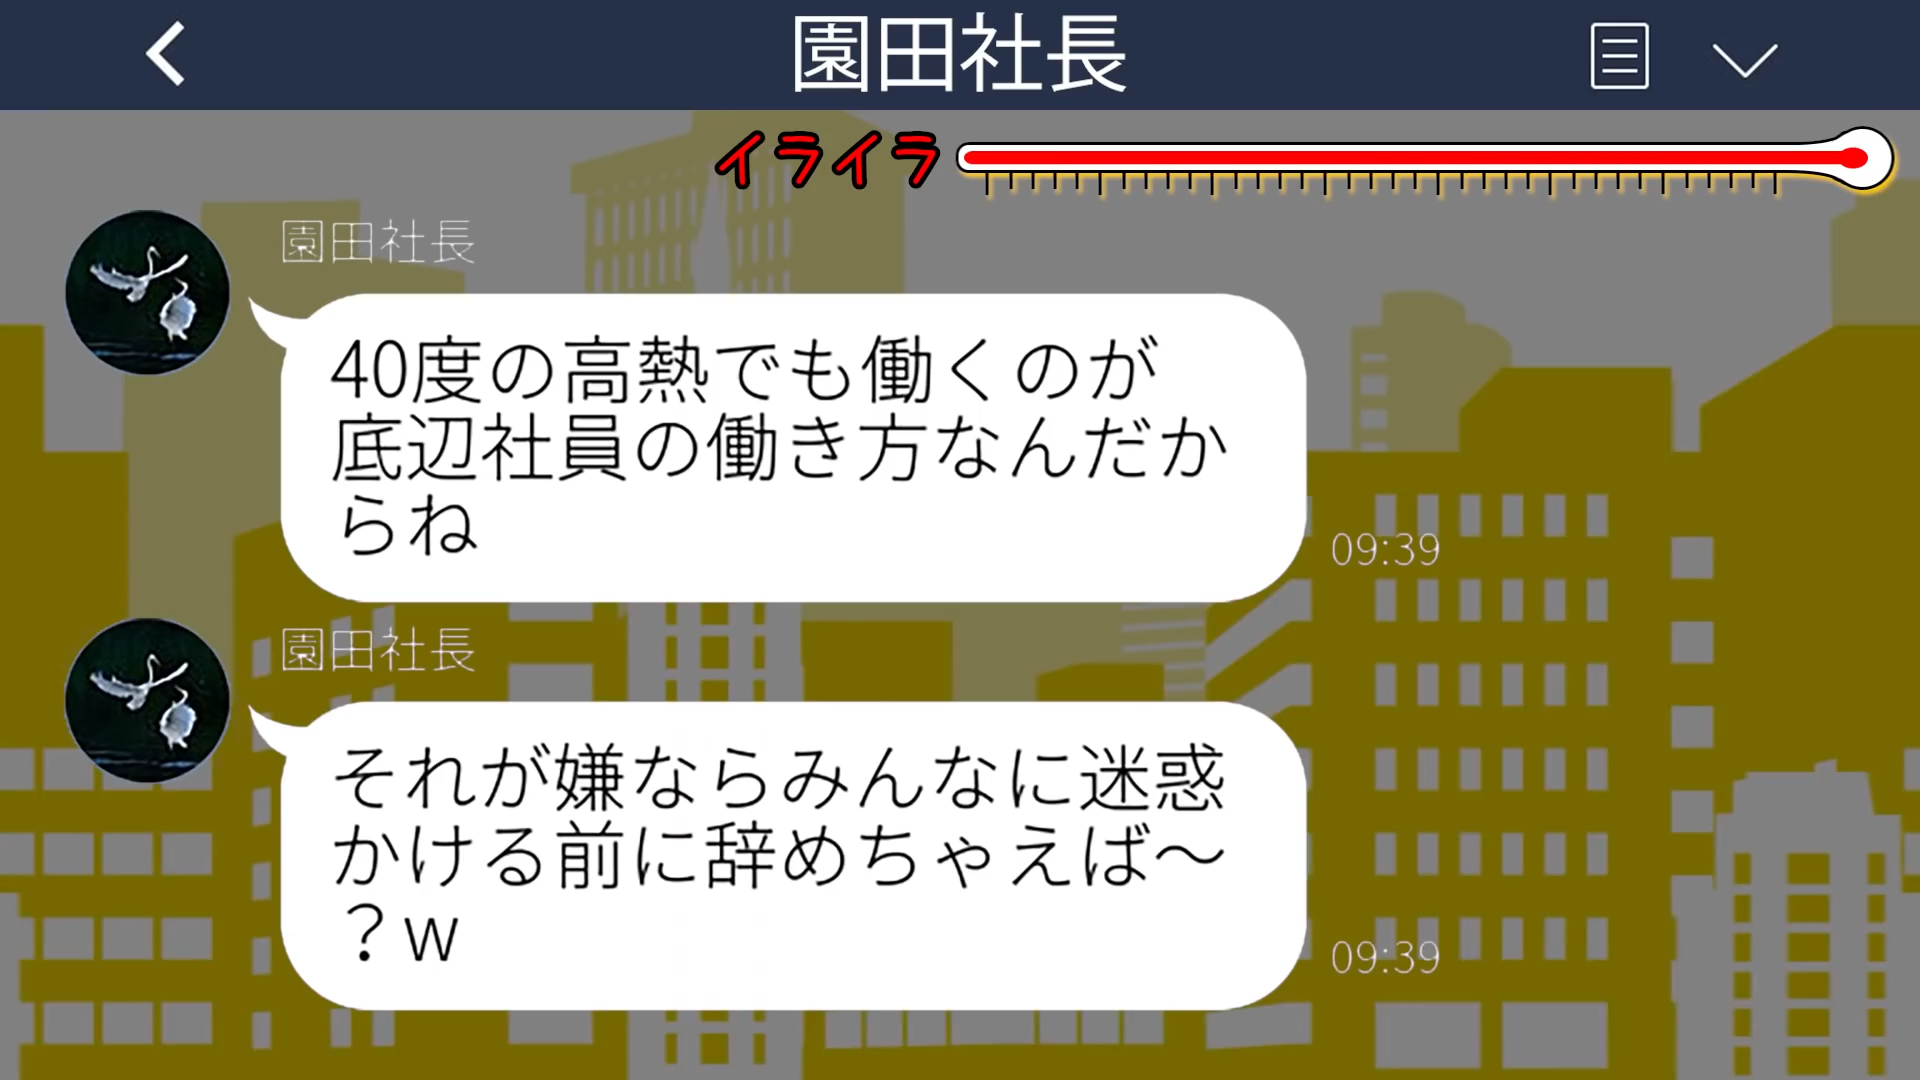 園田社長
イライラ
園田社長
40度の高熱でも働くのが
底辺社員の働き方なんだか
らね
09:39
園田社長
それが嫌ならみんなに迷惑
かける前に辞めちゃえば～
？w
09:39